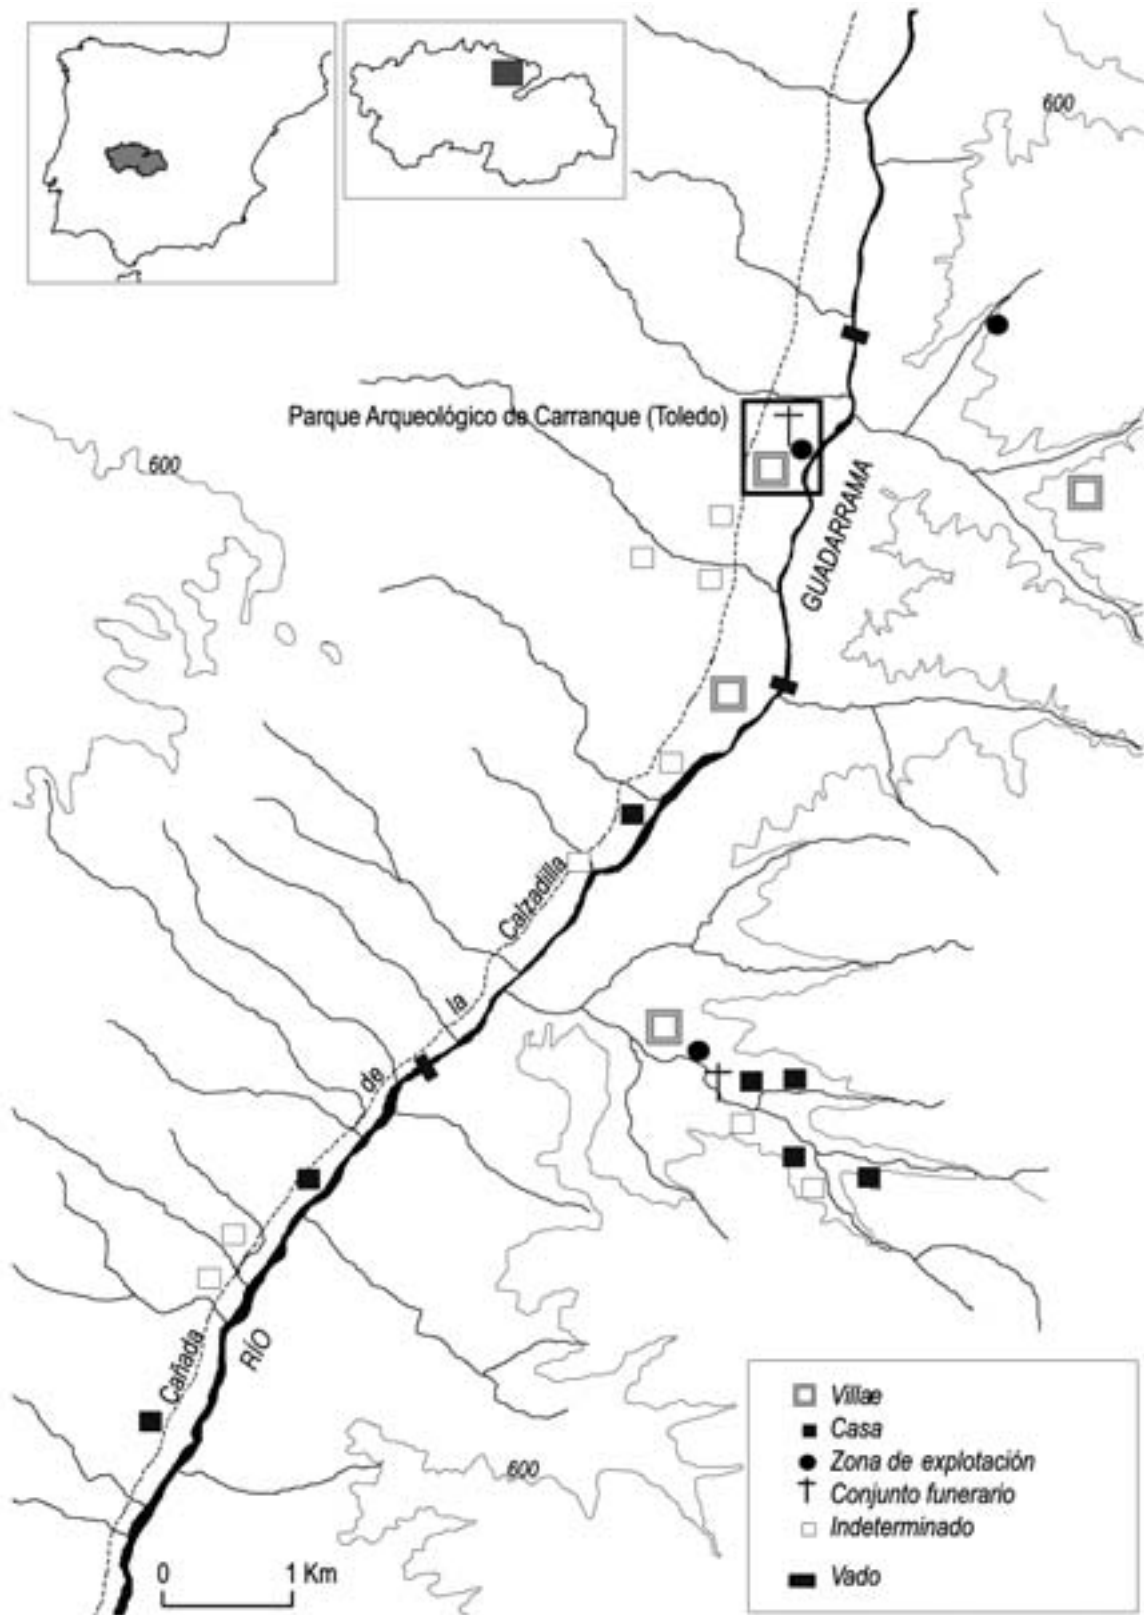 600
Parque Arqueológico de Carranque (Toledo)
600
GUADARRAMA
Calzadilla
la
de
Cañada
RÍO
600
Villae
Casa
Zona de explotación
Conjunto funerario
Indeterminado
Vado
0 1 Km